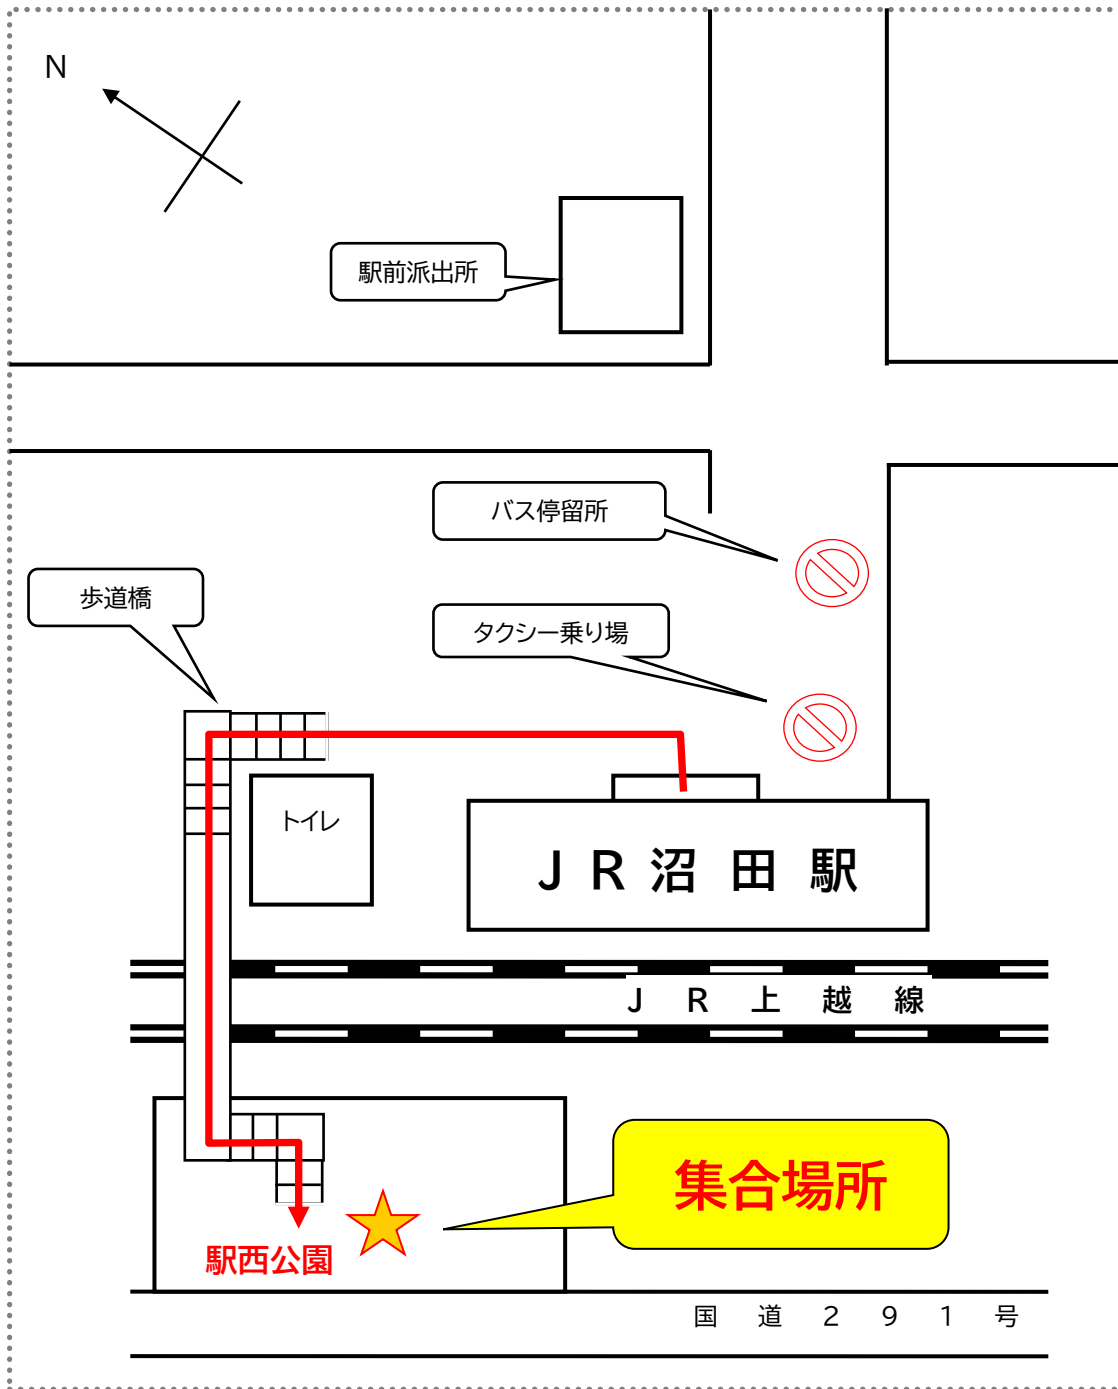 N
駅前派出所
バス停留所
歩道橋
タクシー乗り場
トイレ
JR沼田駅
JR上越線
集合場所
駅西公園
国道291号